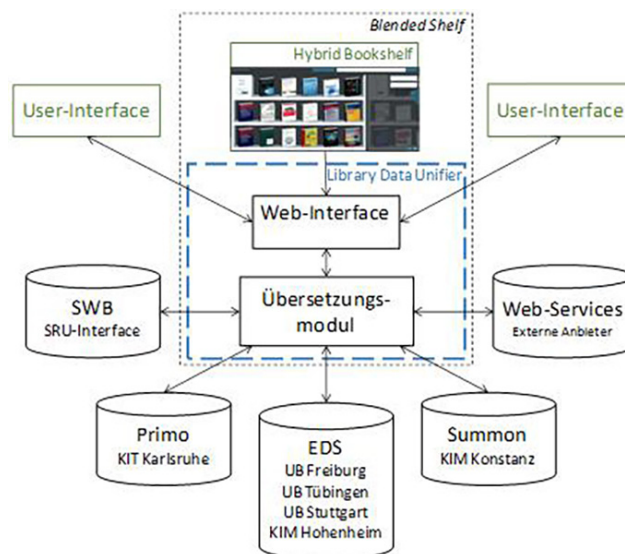 Blended Shelf
Hybrid Bookshelf
User-Interface
User-Interface
Library Data Unifier
Web-Interface
SWB
SRU-Interface
Übersetzungs-
modul
Web-Services
Externe Anbieter
Primo
KIT Karlsruhe
EDS
UB Freiburg
UB Tübingen
UB Stuttgart
KIM Hohenheim
Summon
KIM Konstanz